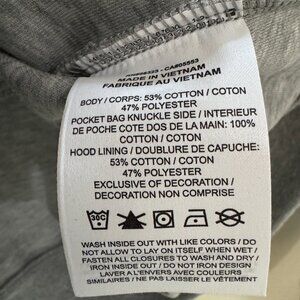 MADE IN VIETNAM
FABRIQUE AU VIETNAM
BODY / CORPS: 53% COTTON / COTON
47% POLYESTER
POCKET BAG KNUCKLE SIDE / INTERIEUR
DE POCHE COTE DOS DE LA MAIN: 100%
COTTON / COTON
HOOD LINING / DOUBLURE DE CAPUCHE:
53% COTTON / COTON
47% POLYESTER
EXCLUSIVE OF DECORATION /
DECORATION NON COMPRISE
30C
WASH INSIDE OUT WITH LIKE COLORS / DO
NOT ALLOW TO LAY ON ITSELF WHEN WET /
FASTEN ALL CLOSURES TO WASH AND DRY /
IRON INSIDE OUT / DO NOT IRON DESIGN
LAVER A L'ENVERS AVEC COULEURS
SIMILAIRES / NE PAS LAISSER L'ARTICLE